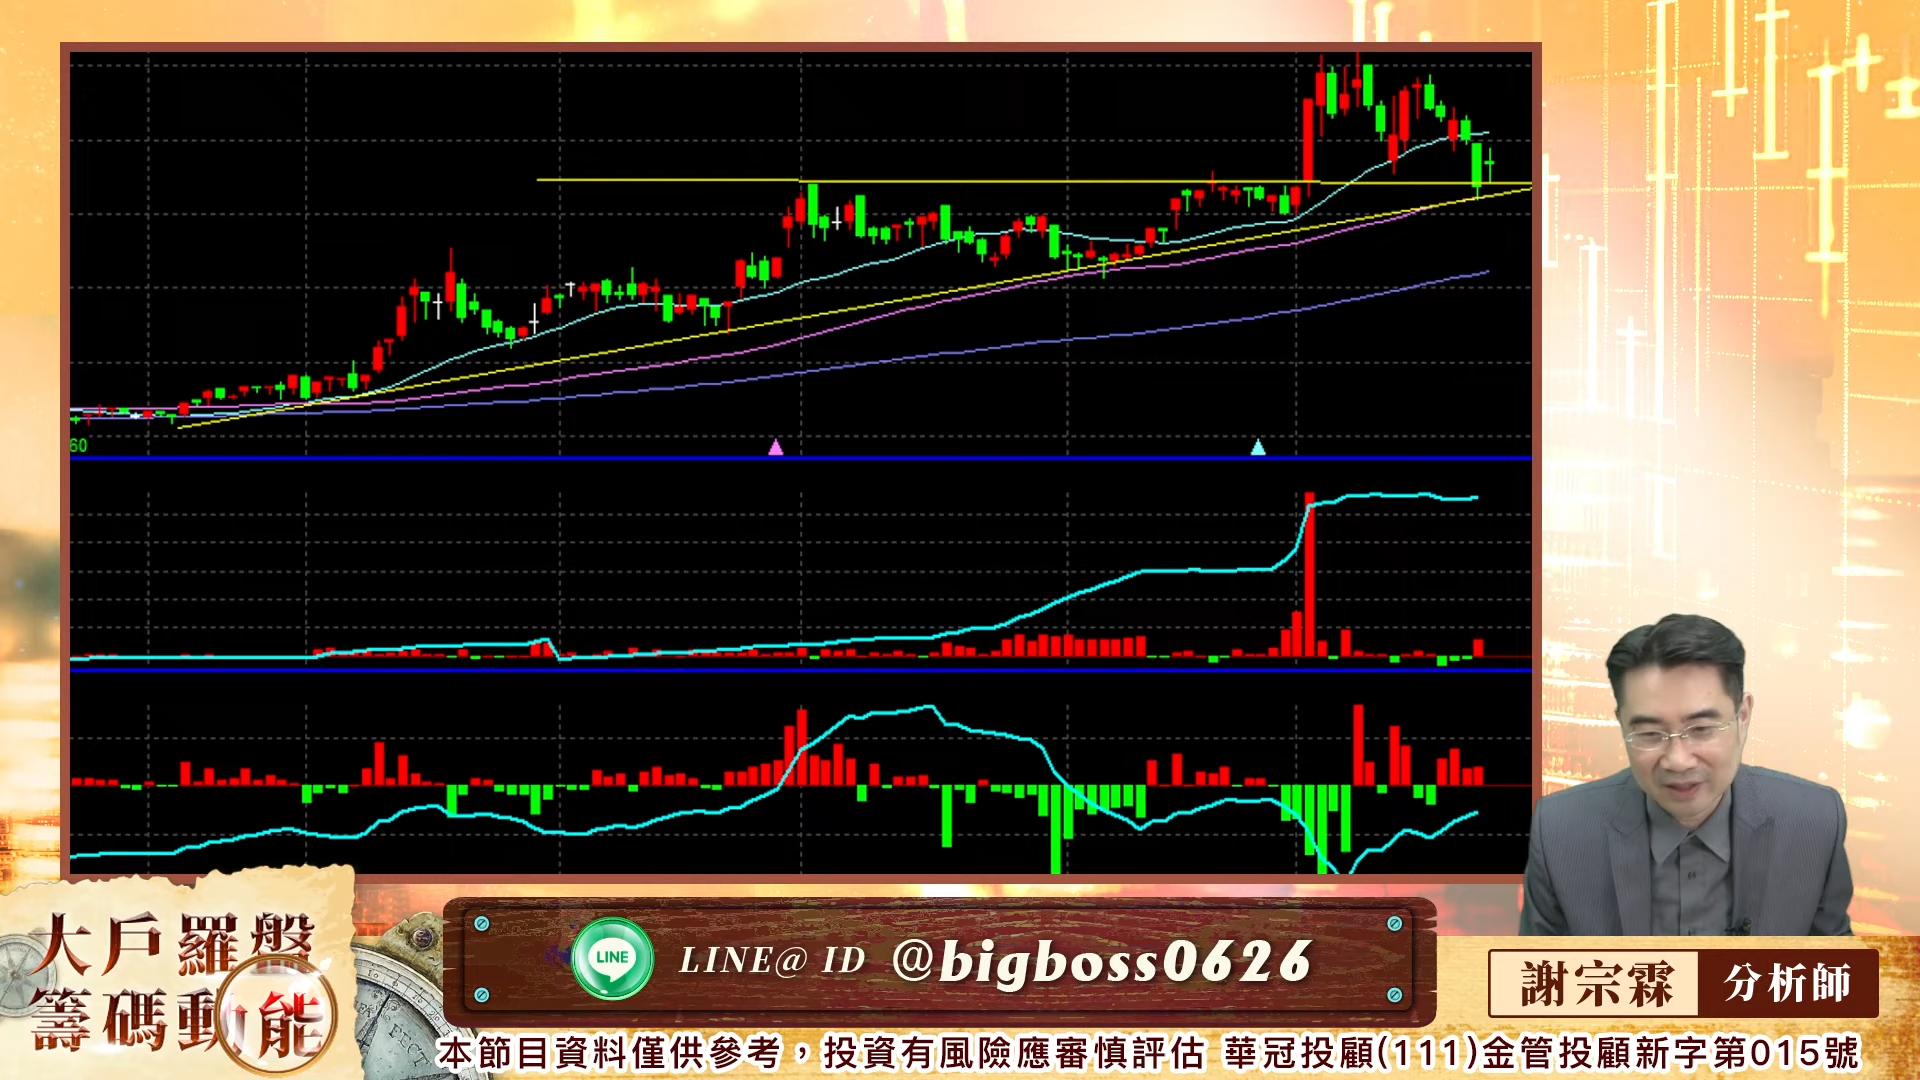 60
大戶羅盤
籌碼動能
LINE
LINE@ ID @bigboss0626
謝宗霖 分析師
本節目資料僅供參考，投資有風險應審慎評估 華冠投顧(111)金管投顧新字第015號